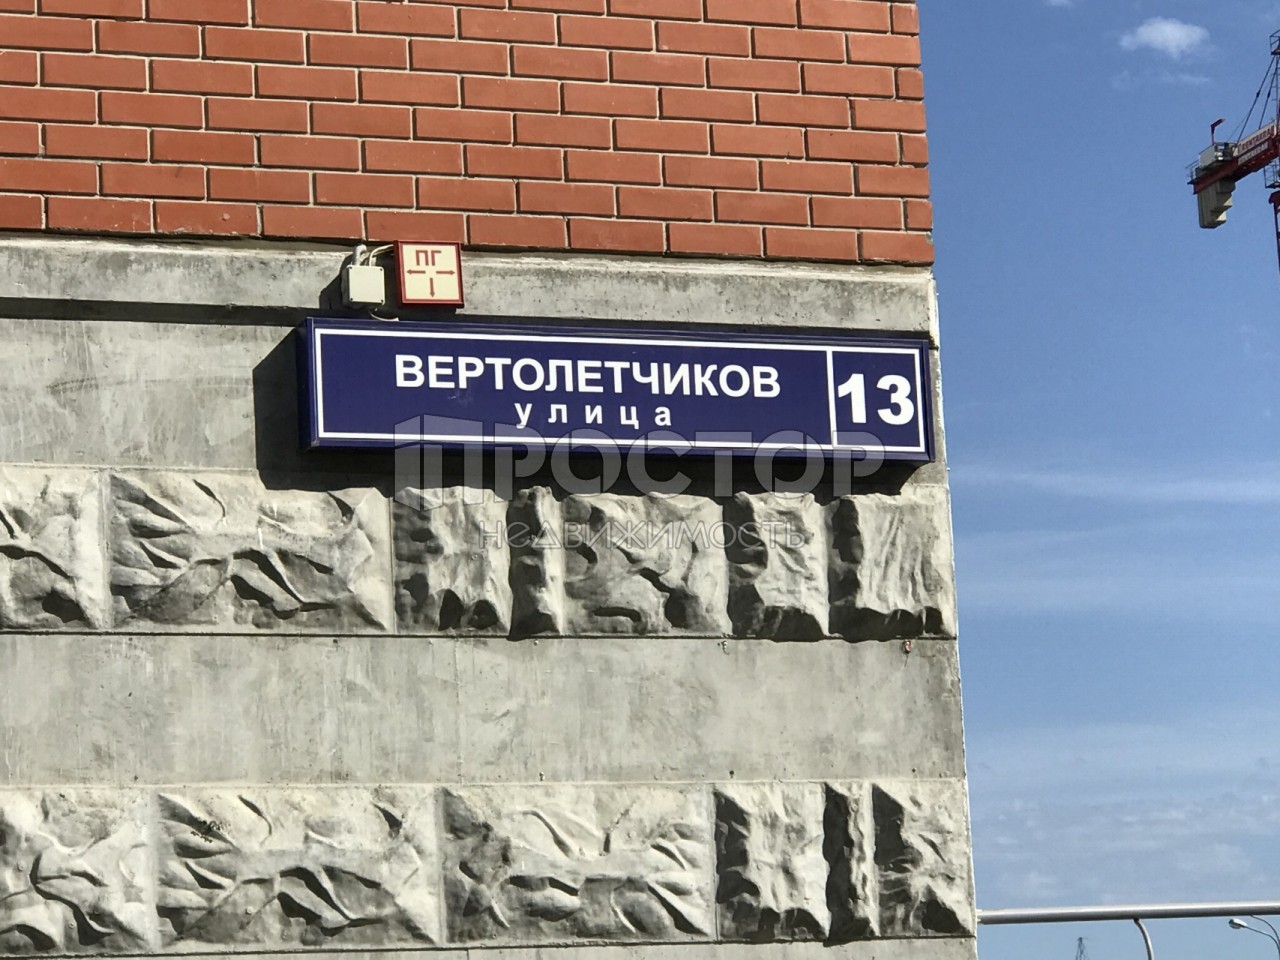 ПГ
ВЕРТОЛЕТЧИКОВ
улица
13
ПРОСТОР
недвижимость